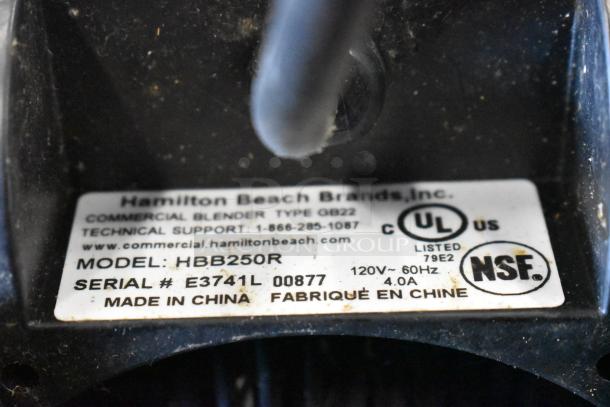 Hamilton Beach Brands, Inc.
COMMERCIAL BLENDER TYPE GB22
TECHNICAL SUPPORT: 1-866-285-1087
www.commercial.hamiltonbeach.com
C UL US
LISTED
79E2
MODEL: HBB250R
120V~ 60Hz
4.0A
NSF®
SERIAL # E3741L 00877
MADE IN CHINA FABRIQUÉ EN CHINE